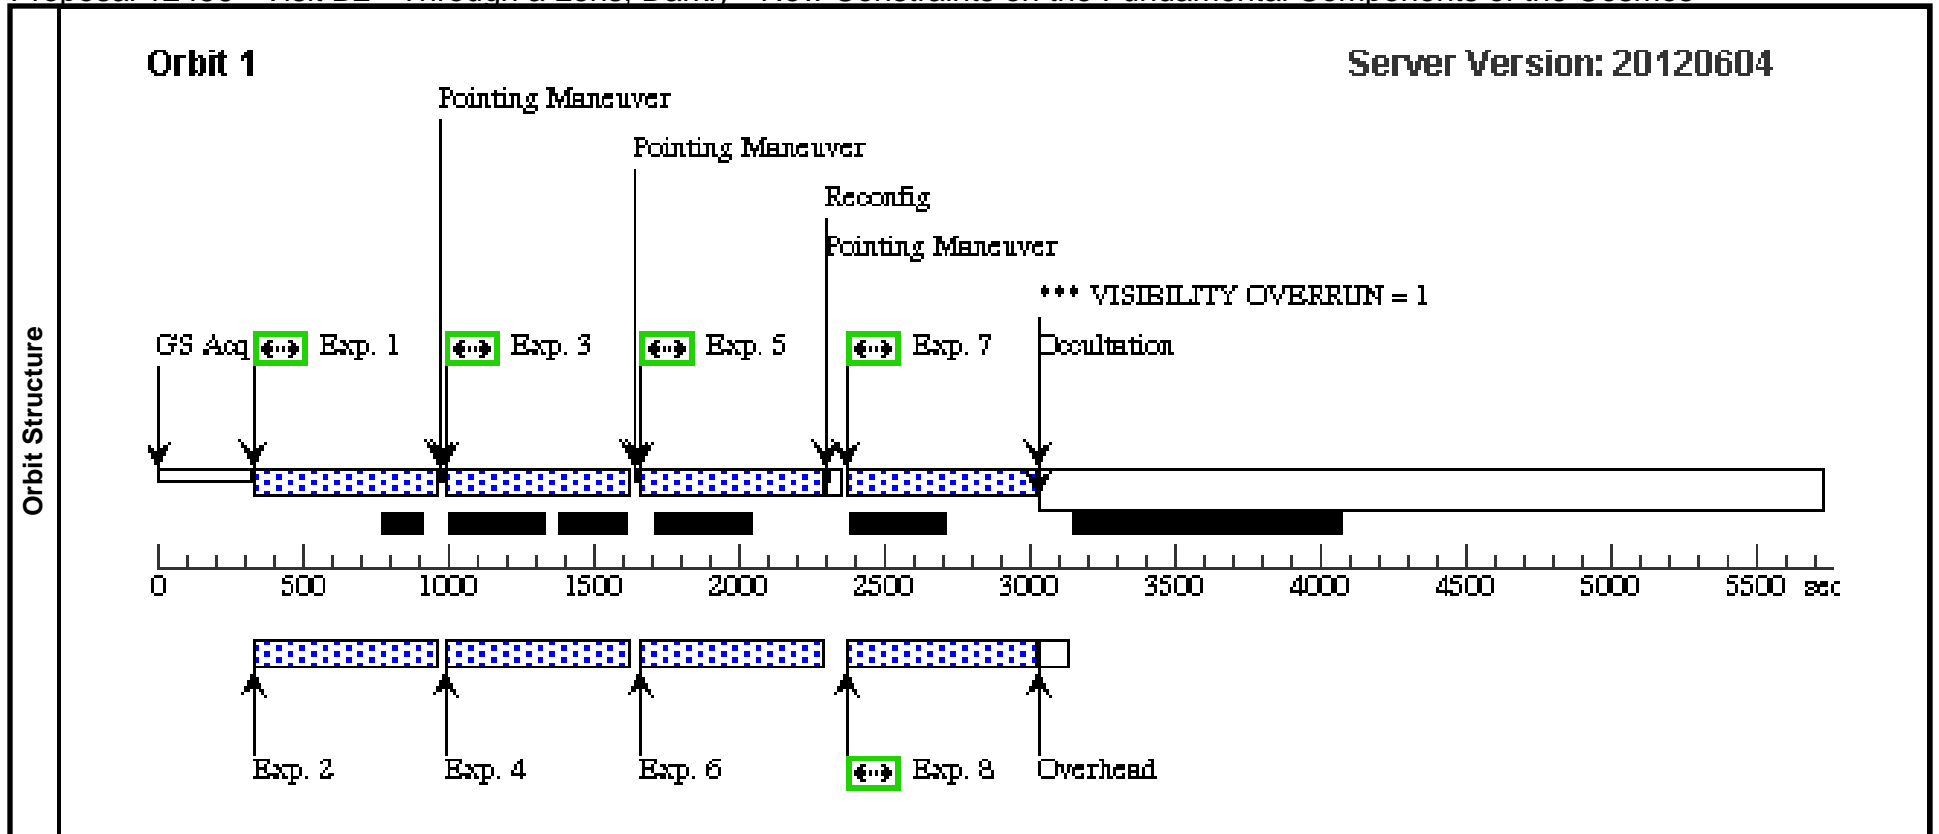 Orbit 1
Server Version: 20120604
Pointing Maneuver
Pointing Maneuver
Reconfig
Pointing Maneuver
*** VISIBILITY OVERRUN = 1
GS Acq Exp. 1 Exp. 3 Exp. 5 Exp. 7 Occultation
Orbit Structure
0 500 1000 1500 2000 2500 3000 3500 4000 4500 5000 5500 sec
Exp. 2 Exp. 4 Exp. 6 Exp. 8 Overhead